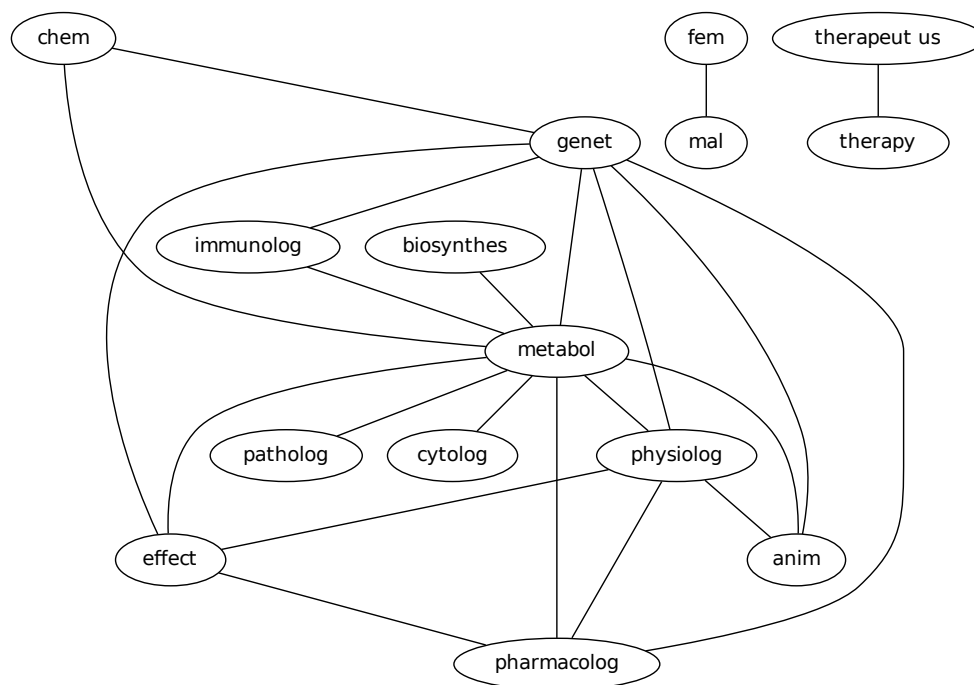 chem
fem
therapeut us
genet
mal
therapy
immunolog
biosynthes
metabol
patholog
cytolog
physiolog
effect
anim
pharmacolog